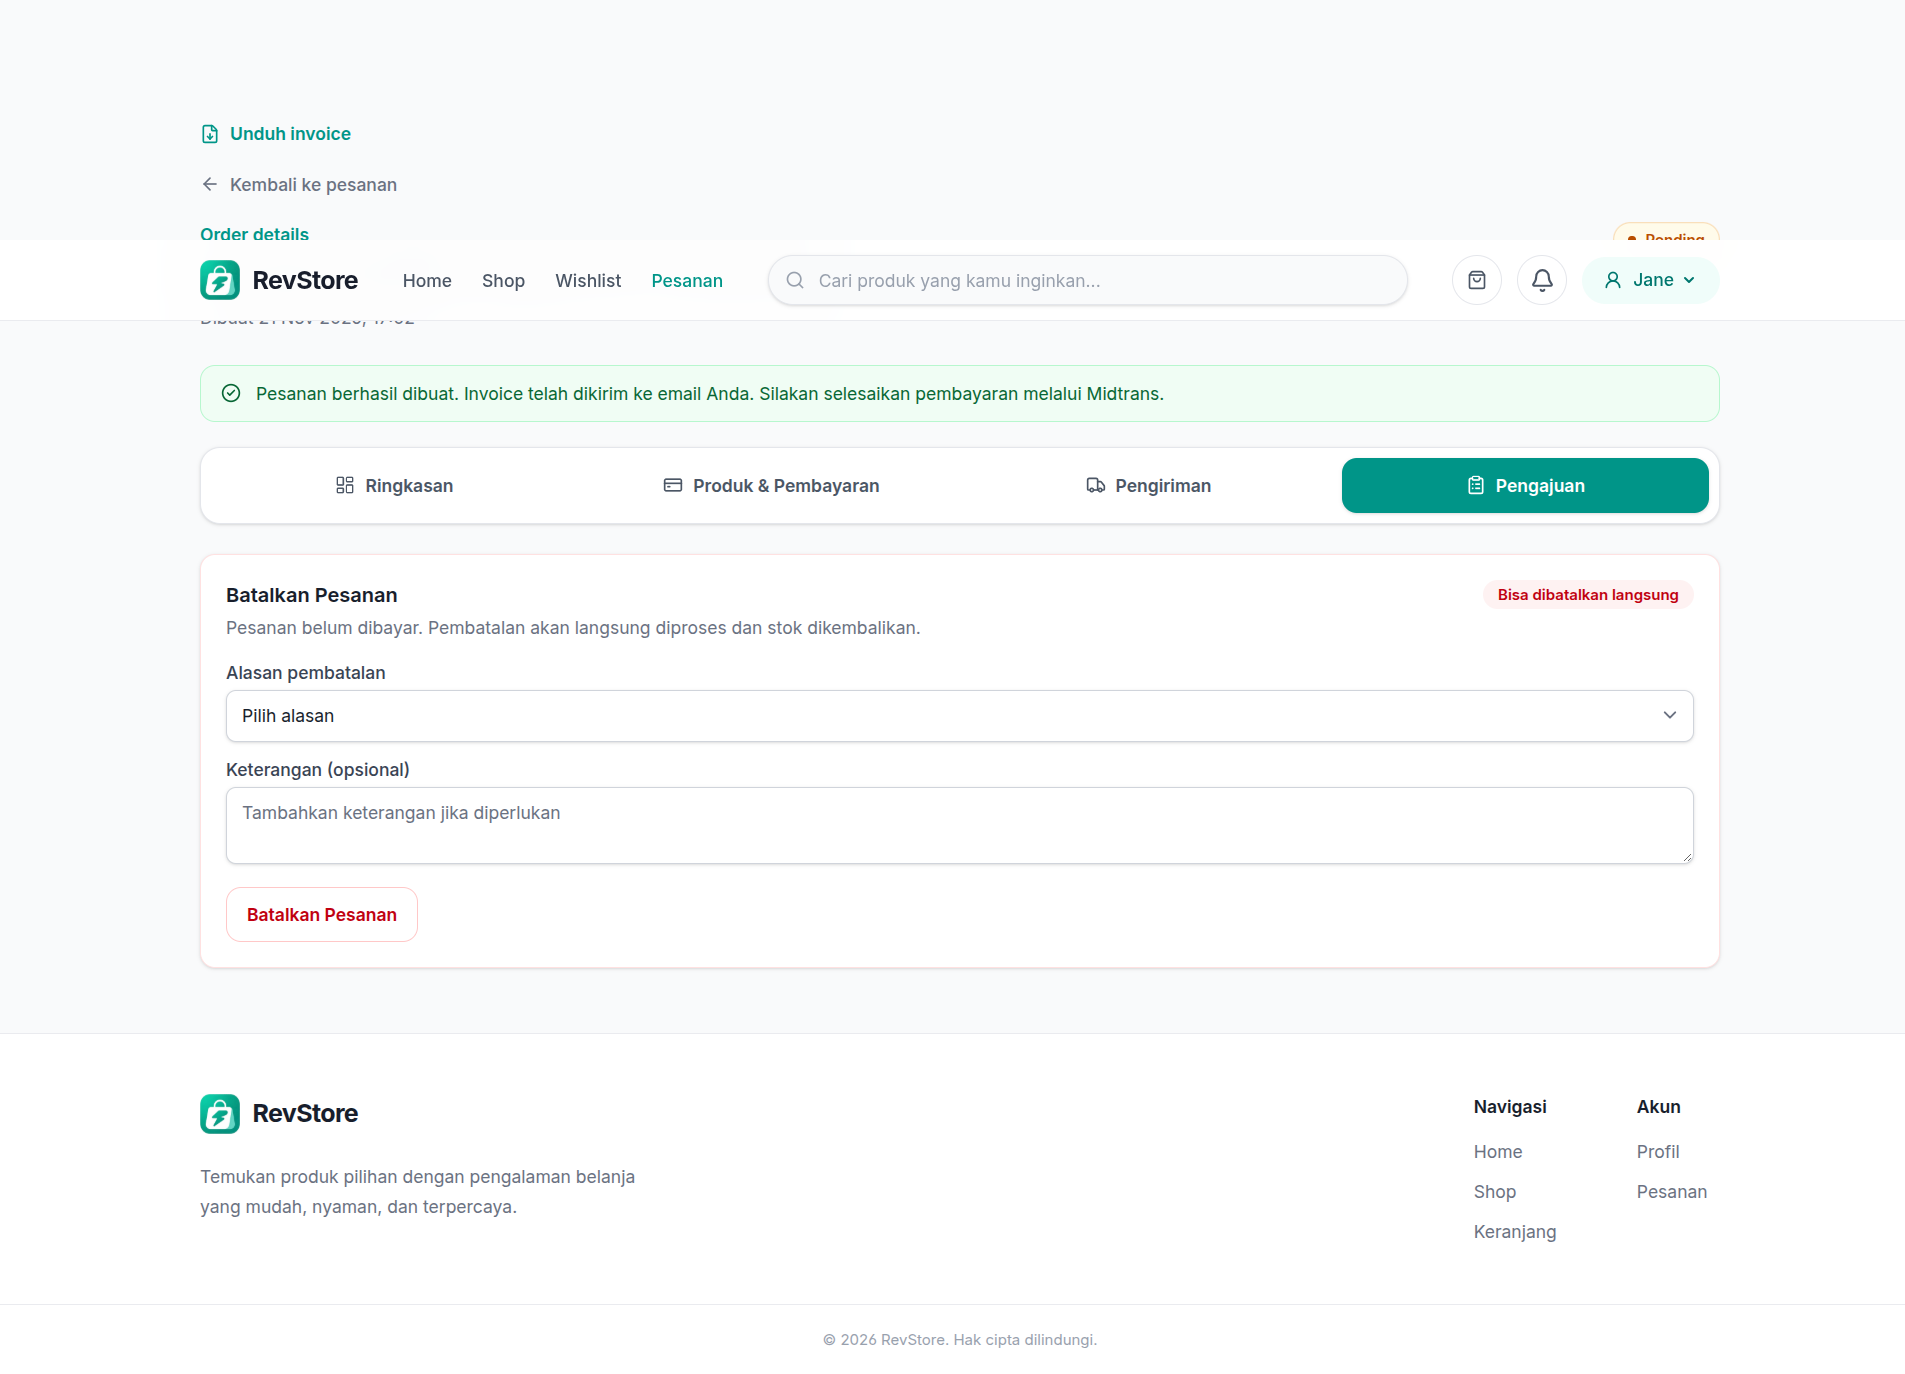 Unduh invoice
Kembali ke pesanan
Order details
Pending
RevStore
Home
Shop
Wishlist
Pesanan
Cari produk yang kamu inginkan...
Jane
Pesanan berhasil dibuat. Invoice telah dikirim ke email Anda. Silakan selesaikan pembayaran melalui Midtrans.
Ringkasan
Produk & Pembayaran
Pengiriman
Pengajuan
Batalkan Pesanan
Bisa dibatalkan langsung
Pesanan belum dibayar. Pembatalan akan langsung diproses dan stok dikembalikan.
Alasan pembatalan
Pilih alasan
Keterangan (opsional)
Tambahkan keterangan jika diperlukan
Batalkan Pesanan
RevStore
Temukan produk pilihan dengan pengalaman belanja
yang mudah, nyaman, dan terpercaya.
Navigasi
Home
Shop
Keranjang
Akun
Profil
Pesanan
© 2026 RevStore. Hak cipta dilindungi.